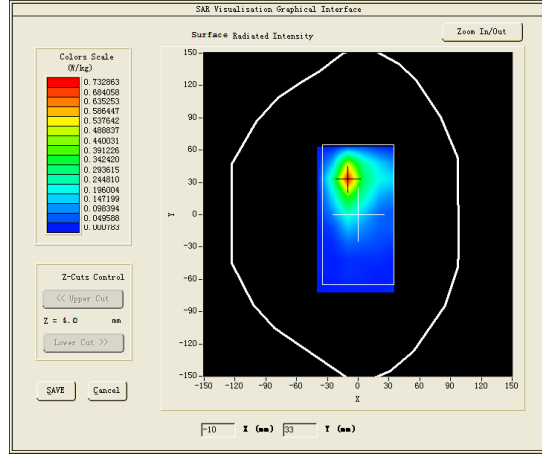 SAR Visualisation Graphical Interface
Surface Radiated Intensity
Zoom In/Out
Colors Scale
(W/kg)
0.732863
0.684058
0.635253
0.586447
0.537642
0.488837
0.440031
0.391226
0.342420
0.293615
0.244810
0.196004
0.147199
0.098394
0.049588
0.000783
Z-Cuts Control
<< Upper Cut
Z = 4.0 mm
Lower Cut >>
SAVE Cancel
150
120
90
60
30
0
-30
-60
-90
-120
-150
Y
-150 -120 -90 -60 -30 0 30 60 90 120 150
X
-10 X (mm) 33 Y (mm)